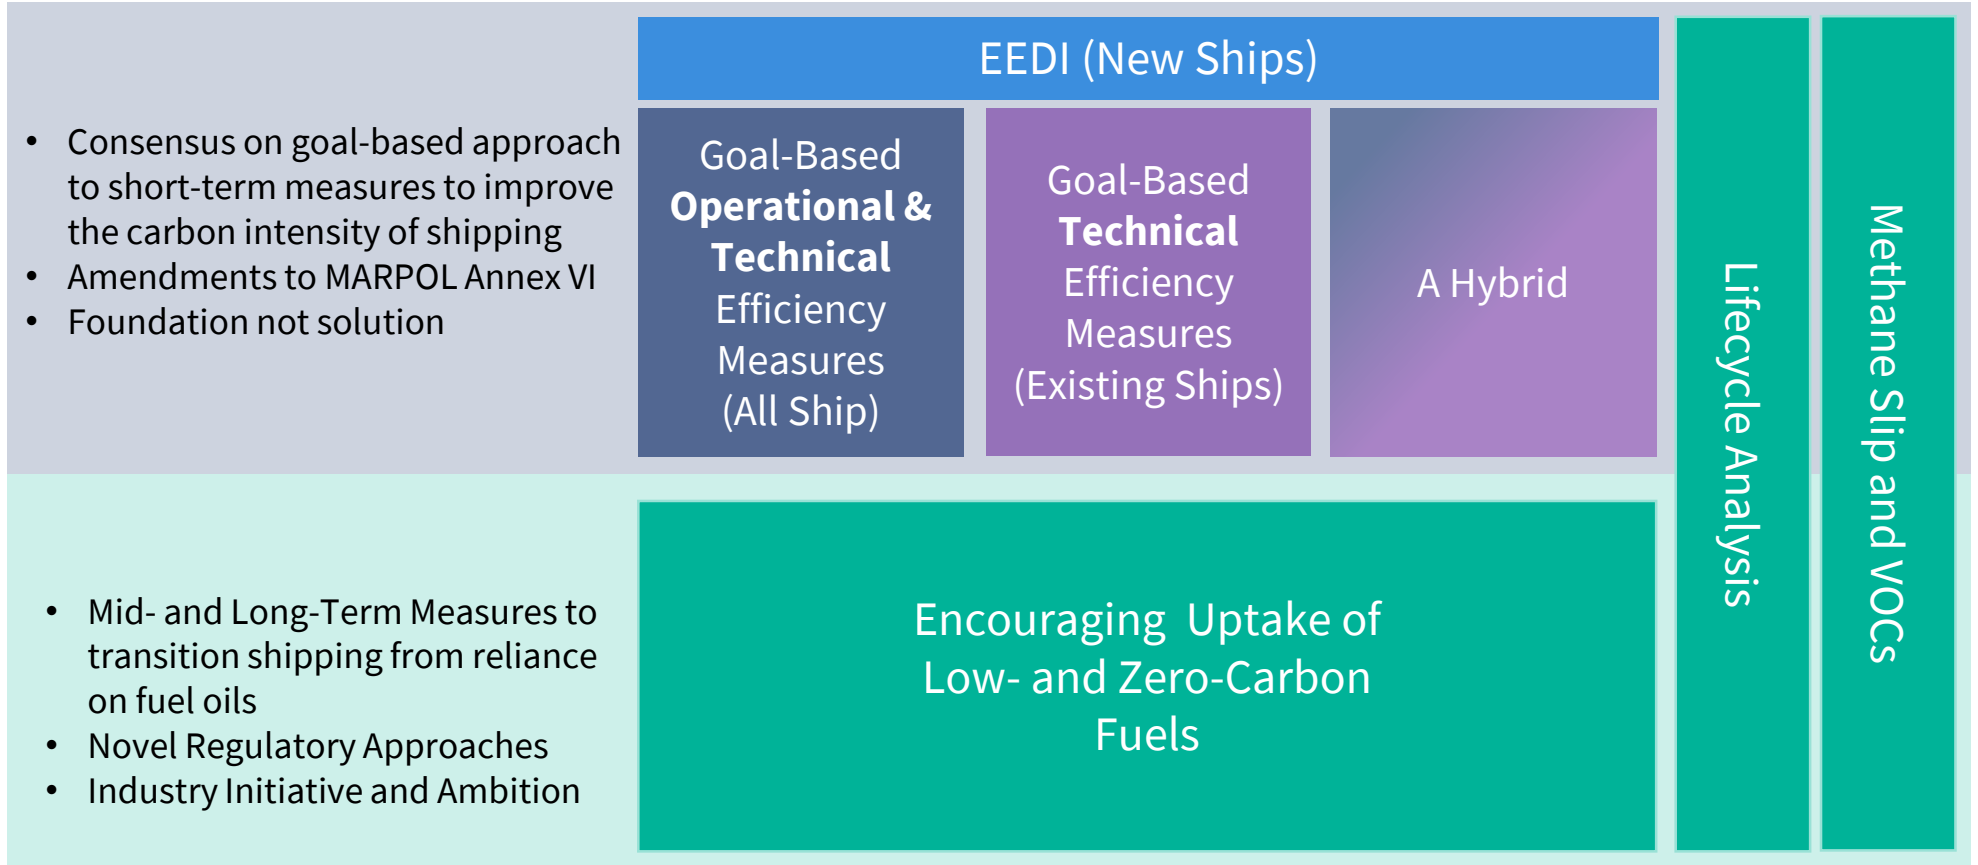 • Consensus on goal-based approach
to short-term measures to improve
the carbon intensity of shipping
• Amendments to MARPOL Annex VI
• Foundation not solution
EEDI (New Ships)
Goal-Based
Operational &
Technical
Efficiency
Measures
(All Ship)
Goal-Based
Technical
Efficiency
Measures
(Existing Ships)
A Hybrid
Lifecycle Analysis
Methane Slip and VOCs
• Mid- and Long-Term Measures to
transition shipping from reliance
on fuel oils
• Novel Regulatory Approaches
• Industry Initiative and Ambition
Encouraging Uptake of
Low- and Zero-Carbon
Fuels